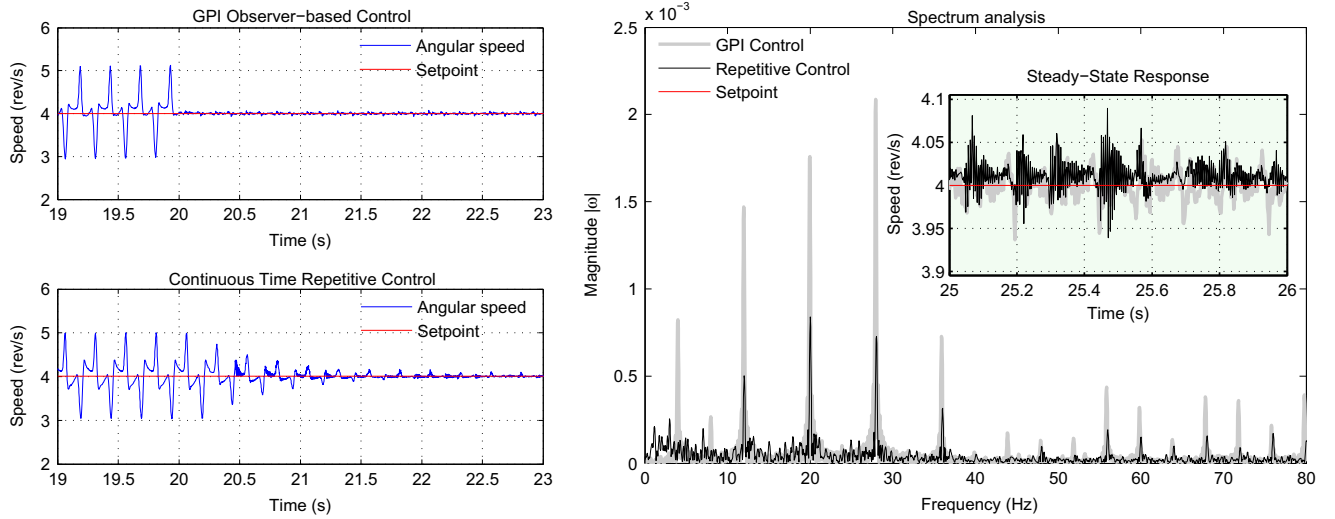 GPI Observer−based Control
6
5
4
3
2
Speed (rev/s)
Angular speed
Setpoint
19 19.5 20 20.5 21 21.5 22 22.5 23
Time (s)
Continuous Time Repetitive Control
6
5
4
3
2
Speed (rev/s)
Angular speed
Setpoint
19 19.5 20 20.5 21 21.5 22 22.5 23
Time (s)
x 10−3
Spectrum analysis
2.5
2
1.5
1
0.5
0
Magnitude |ω|
GPI Control
Repetitive Control
Setpoint
Steady−State Response
4.1
4.05
4
3.95
3.9
Speed (rev/s)
25 25.2 25.4 25.6 25.8 26
Time (s)
0 10 20 30 40 50 60 70 80
Frequency (Hz)